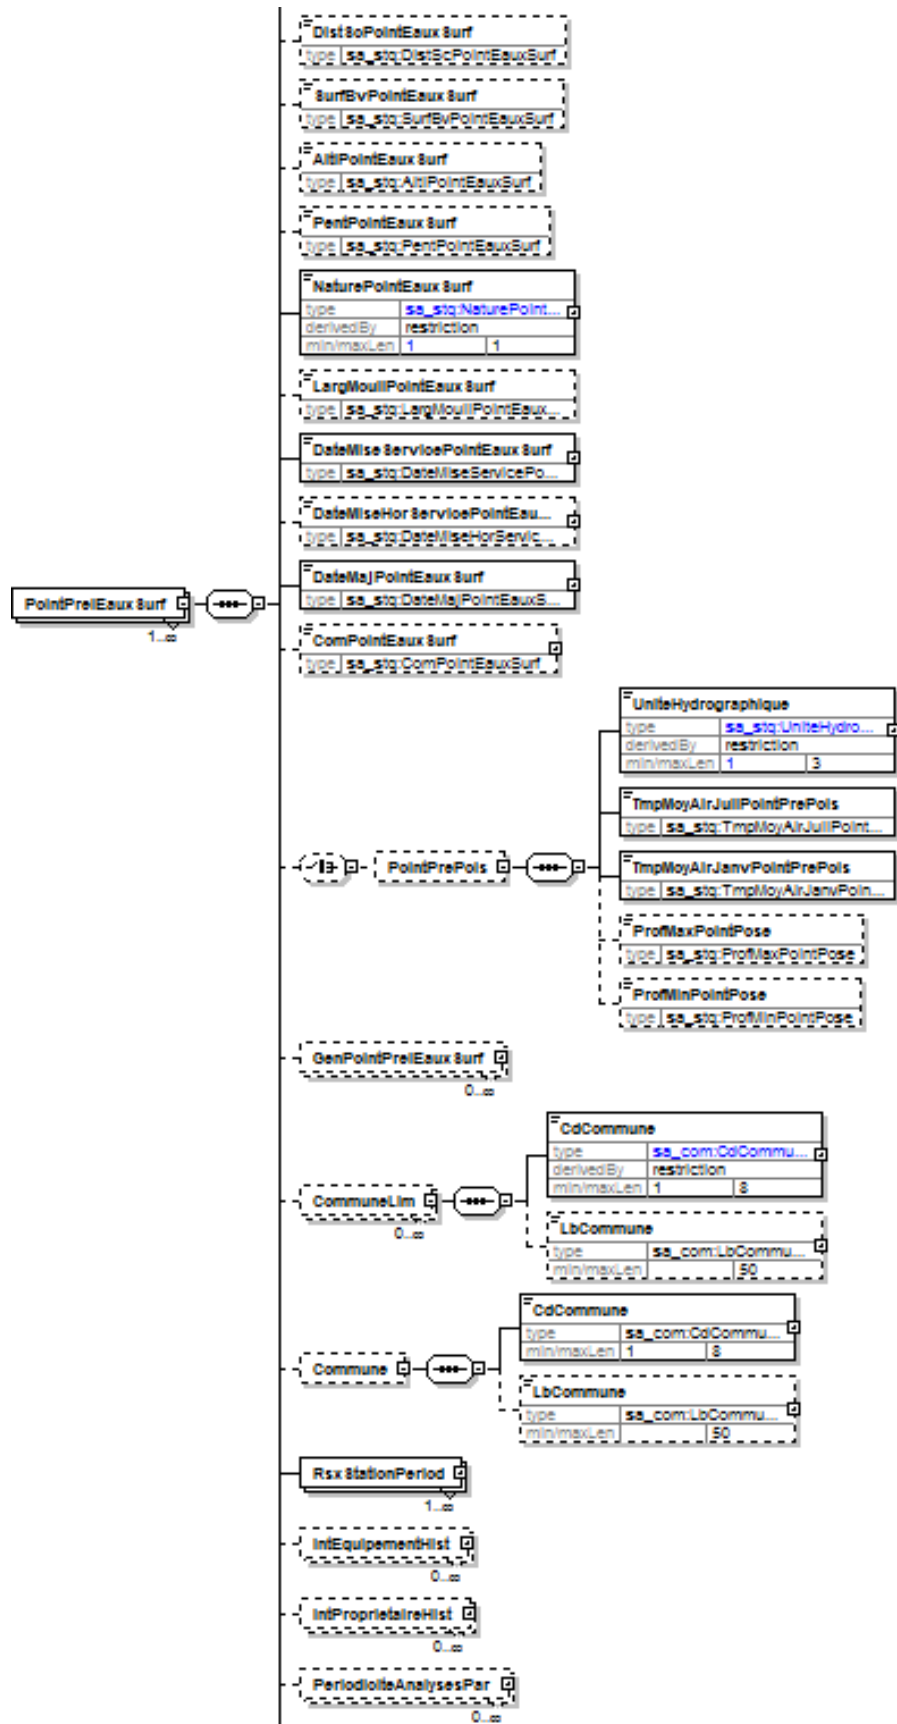 DistScPointEauxSurf
type sa_stq:DistScPointEauxSurf
SurfBvPointEauxSurf
type sa_stq:SurfBvPointEauxSurf
AltiPointEauxSurf
type sa_stq:AltiPointEauxSurf
PentPointEauxSurf
type sa_stq:PentPointEauxSurf
NaturePointEauxSurf
type sa_stq:NaturePoint...
derivedBy restriction
min/maxLen 1 1
LargMouilPointEauxSurf
type sa_stq:LargMouilPointEaux...
DateMiseServicePointEauxSurf
type sa_stq:DateMiseServicePo...
DateMiseHorServicePointEau...
type sa_stq:DateMiseHorServic...
DateMajPointEauxSurf
type sa_stq:DateMajPointEauxS...
PointPrelEauxSurf
1..∞
ComPointEauxSurf
type sa_stq:ComPointEauxSurf
UniteHydrographique
type sa_stq:UniteHydro...
derivedBy restriction
min/maxLen 1 3
TmpMoyAirJuilPointPrePois
type sa_stq:TmpMoyAirJuilPoint...
PointPrePois
TmpMoyAirJanvPointPrePois
type sa_stq:TmpMoyAirJanvPoin...
ProfMaxPointPose
type sa_stq:ProfMaxPointPose
ProfMinPointPose
type sa_stq:ProfMinPointPose
GenPointPrelEauxSurf
0..∞
CdCommune
type sa_com:CdCommu...
derivedBy restriction
min/maxLen 1 8
CommuneLim
0..∞
LbCommune
type sa_com:LbCommu...
min/maxLen 50
CdCommune
type sa_com:CdCommu...
min/maxLen 1 8
Commune
LbCommune
type sa_com:LbCommu...
min/maxLen 50
RsxStationPeriod
1..∞
IntEquipementHist
0..∞
IntProprietaireHist
0..∞
PeriodiciteAnalysesPar
0..∞